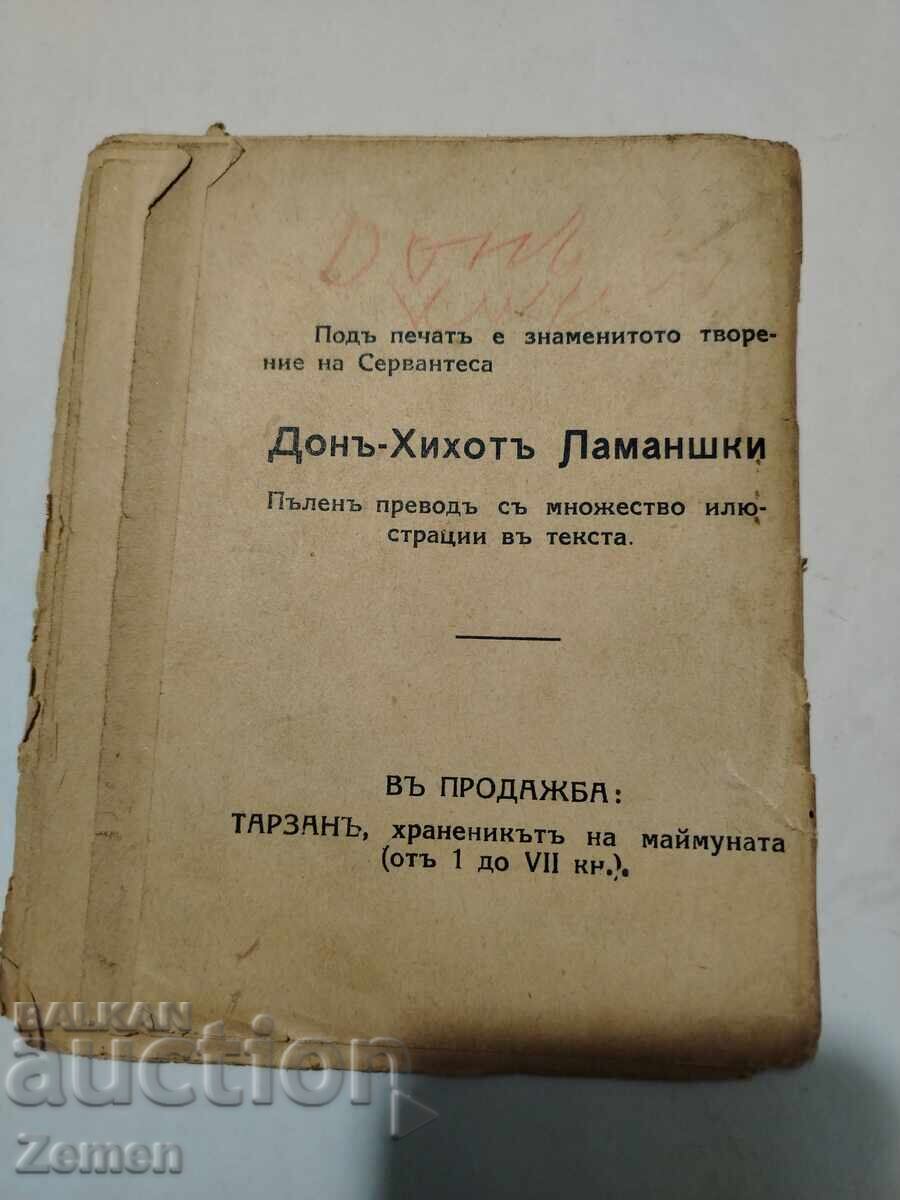 Донъ
Подъ печатъ е знаменитото творе-
ние на Сервантеса
Донъ-Хихотъ Ламаншки
Пъленъ преводъ съ множество илю-
страции въ текста.
ВЪ ПРОДАЖБА:
ТАРЗАНЪ, храненикътъ на маймуната
(отъ 1 до VII кн.).
BALKAN
auction
Zemen